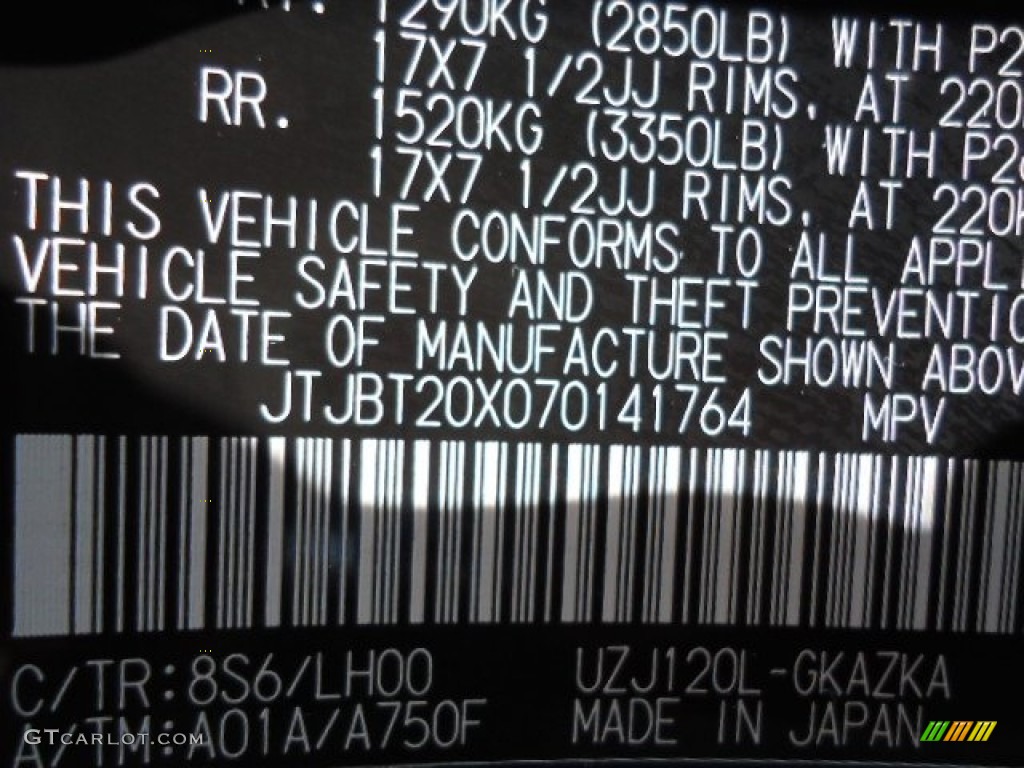 1290KG (2850LB) WITH P2
17X7 1/2JJ RIMS, AT 220
RR. 1520KG (3350LB) WITH P2
17X7 1/2JJ RIMS, AT 220K
THIS VEHICLE CONFORMS TO ALL APPLI
VEHICLE SAFETY AND THEFT PREVENTIO
THE DATE OF MANUFACTURE SHOWN ABOV
JTJBT20X070141764 MPV
C/TR:8S6/LH00 UZJ120L-GKAZKA
A/TM:A01A/A750F MADE IN JAPAN
GTCARLOT.COM